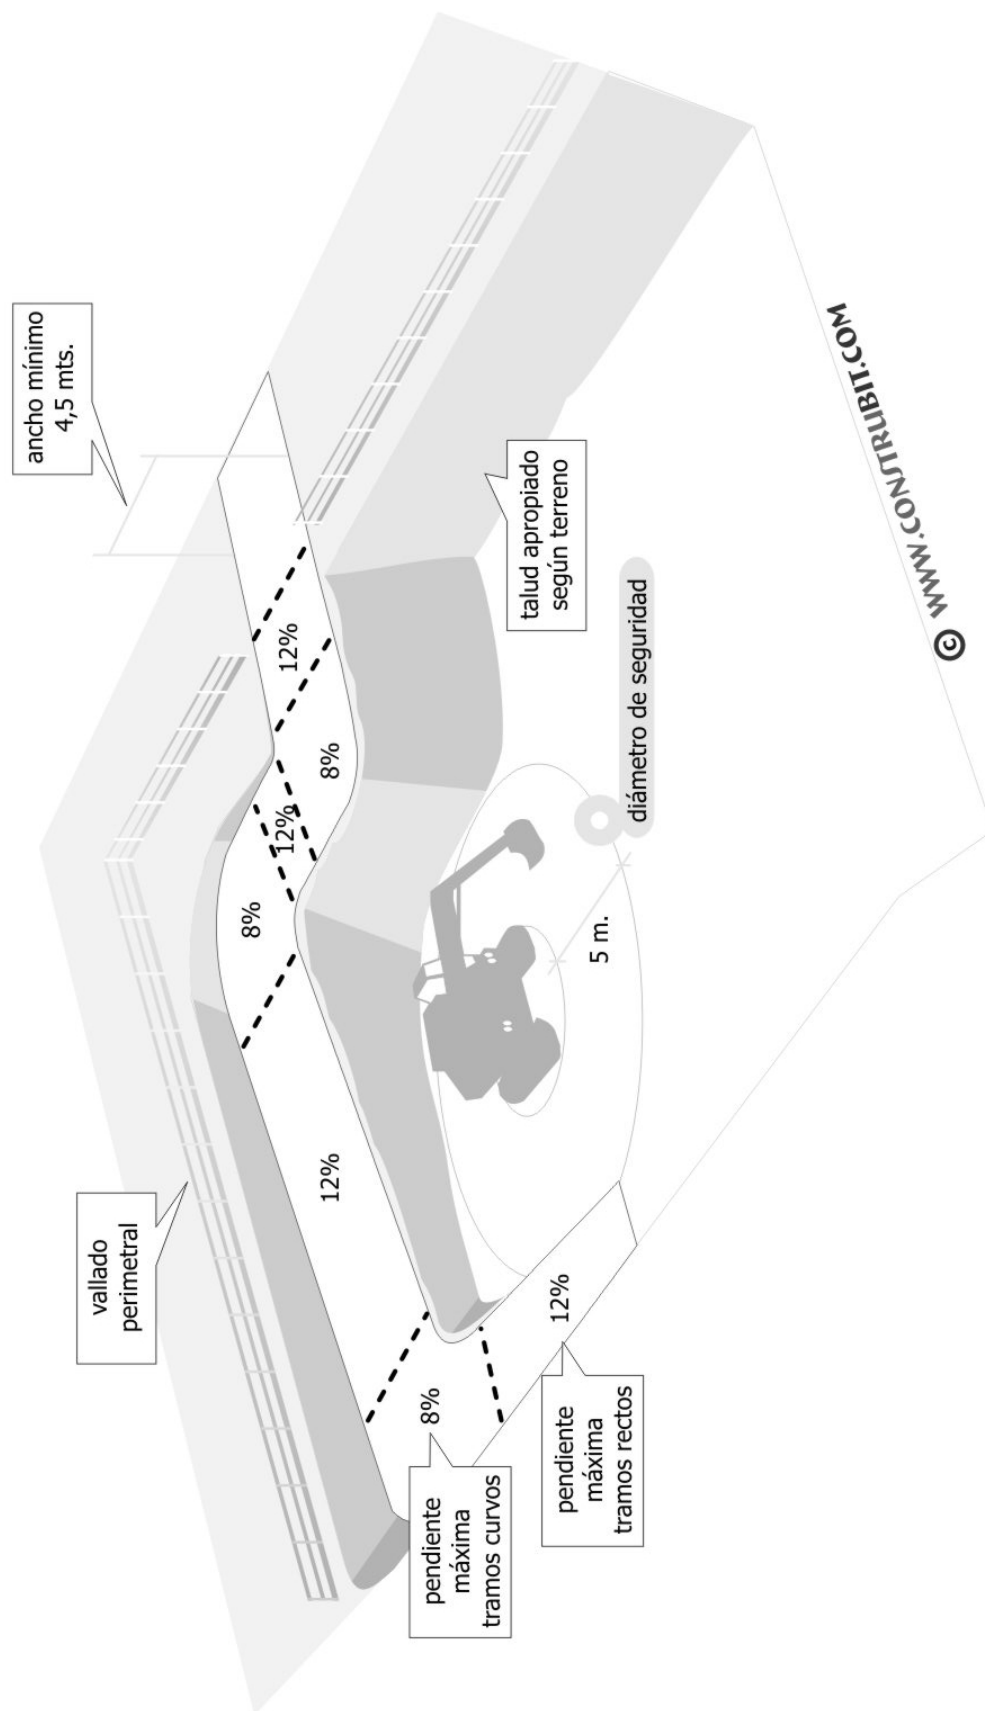 vallado
perimetral
ancho mínimo
4,5 mts.
12%
8%
12%
8%
12%
8%
12%
pendiente
máxima
tramos curvos
pendiente
máxima
tramos rectos
talud apropiado
según terreno
5 m.
diámetro de seguridad
© WWW.CONSTRUBIT.COM